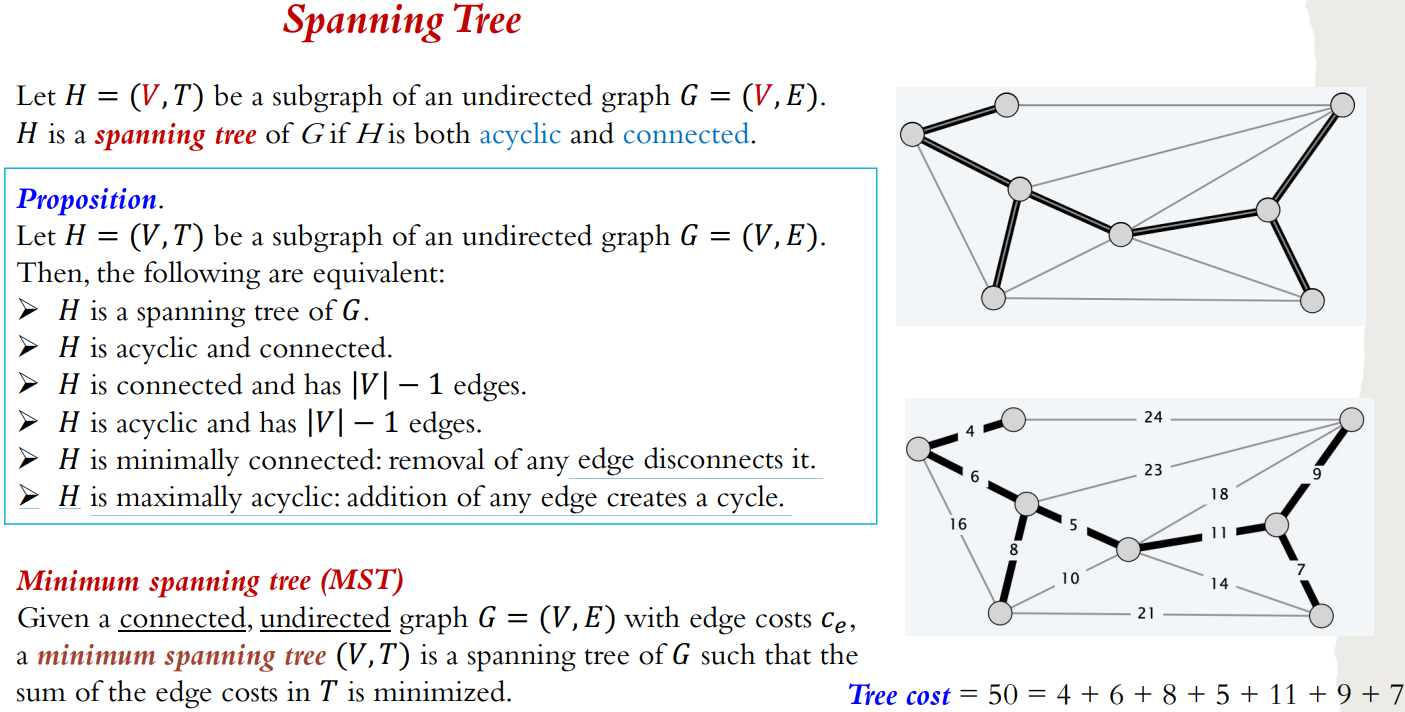 Spanning Tree
Let H = (V, T) be a subgraph of an undirected graph G = (V, E).
H is a spanning tree of G if H is both acyclic and connected.
Proposition.
Let H = (V, T) be a subgraph of an undirected graph G = (V, E).
Then, the following are equivalent:
➢ H is a spanning tree of G.
➢ H is acyclic and connected.
➢ H is connected and has |V| − 1 edges.
➢ H is acyclic and has |V| − 1 edges.
➢ H is minimally connected: removal of any edge disconnects it.
➢ H is maximally acyclic: addition of any edge creates a cycle.
Minimum spanning tree (MST)
Given a connected, undirected graph G = (V, E) with edge costs cₑ,
a minimum spanning tree (V, T) is a spanning tree of G such that the
sum of the edge costs in T is minimized.
24
4
23
9
6
18
16
5
11
8
7
10
14
21
Tree cost = 50 = 4 + 6 + 8 + 5 + 11 + 9 + 7